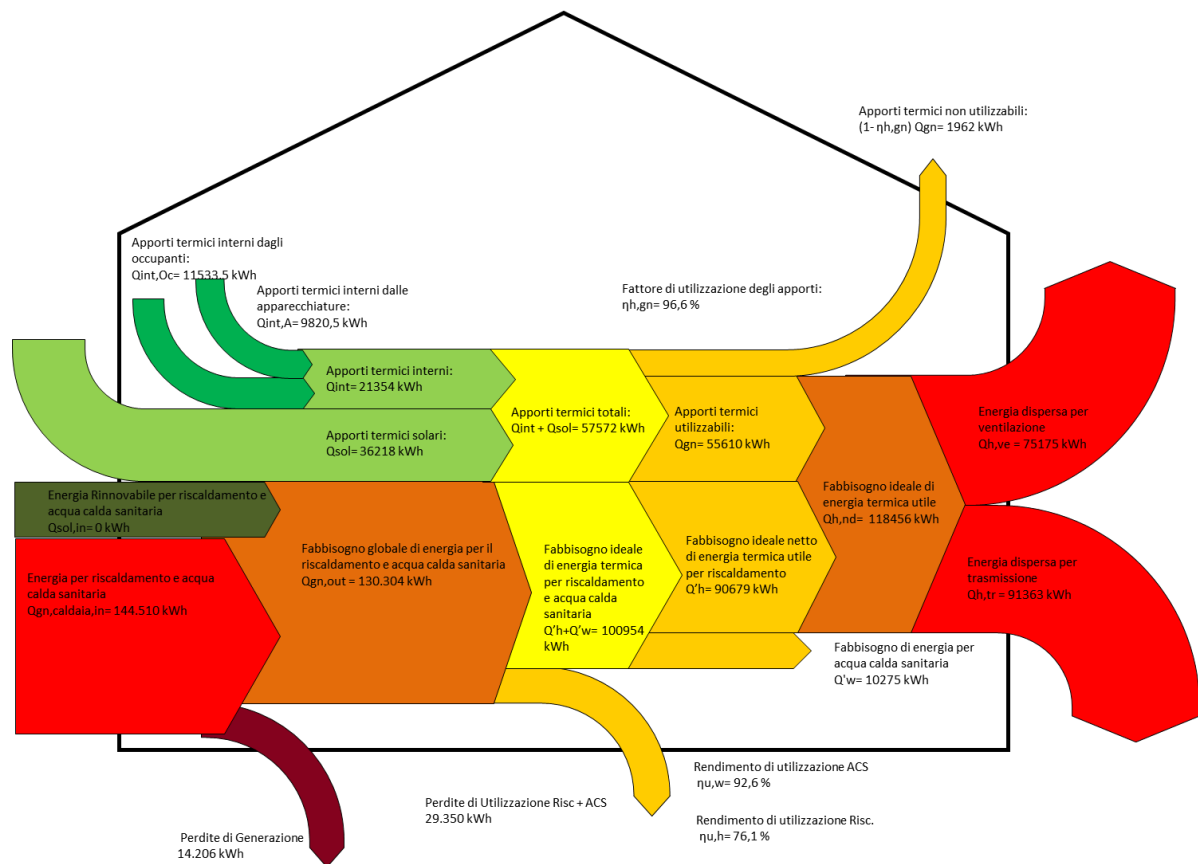 Apporti termici non utilizzabili:
(1- ηh,gn) Qgn= 1962 kWh
Apporti termici interni dagli
occupanti:
Qint,Oc= 11533,5 kWh
Apporti termici interni dalle
apparecchiature:
Qint,A= 9820,5 kWh
Fattore di utilizzazione degli apporti:
ηh,gn= 96,6 %
Apporti termici interni:
Qint= 21354 kWh
Apporti termici totali:
Qint + Qsol= 57572 kWh
Apporti termici
utilizzabili:
Qgn= 55610 kWh
Energia dispersa per
ventilazione
Qh,ve = 75175 kWh
Apporti termici solari:
Qsol= 36218 kWh
Energia Rinnovabile per riscaldamento e
acqua calda sanitaria
Qsol,in= 0 kWh
Fabbisogno ideale di
energia termica utile
Qh,nd= 118456 kWh
Energia per riscaldamento e acqua
calda sanitaria
Qgn,caldaia,in= 144.510 kWh
Fabbisogno globale di energia per il
riscaldamento e acqua calda sanitaria
Qgn,out = 130.304 kWh
Fabbisogno ideale
di energia termica
per riscaldamento
e acqua calda
sanitaria
Q’h+Q’w= 100954
kWh
Fabbisogno ideale netto
di energia termica utile
per riscaldamento
Q’h= 90679 kWh
Energia dispersa per
trasmissione
Qh,tr = 91363 kWh
Fabbisogno di energia per
acqua calda sanitaria
Q'w= 10275 kWh
Rendimento di utilizzazione ACS
ηu,w= 92,6 %
Perdite di Utilizzazione Risc + ACS
29.350 kWh
Rendimento di utilizzazione Risc.
ηu,h= 76,1 %
Perdite di Generazione
14.206 kWh